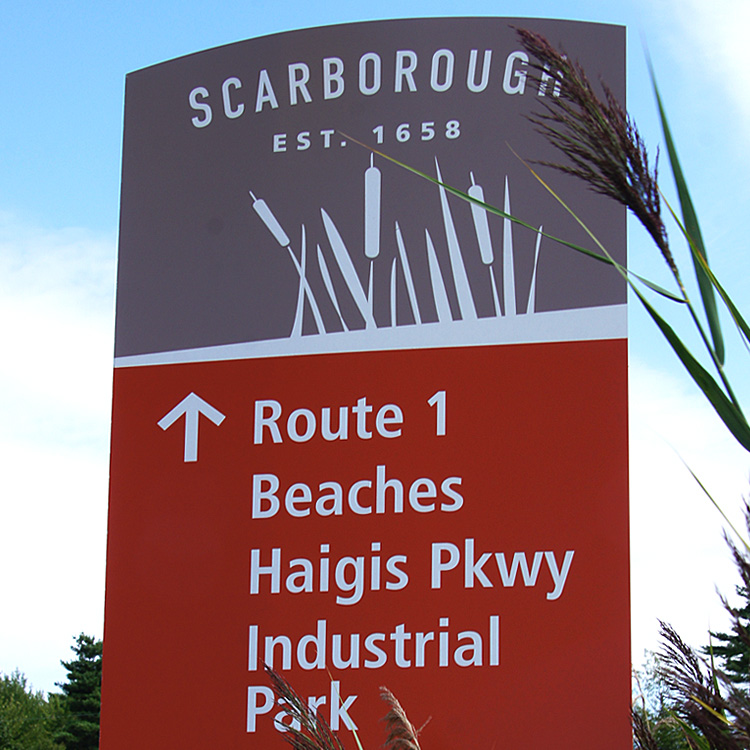 SCARBOROUGH
EST. 1658
Route 1
Beaches
Haigis Pkwy
Industrial
Park